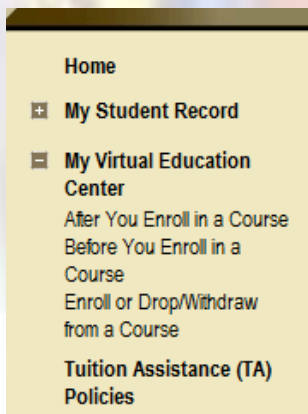 Home
My Student Record
My Virtual Education
Center
After You Enroll in a Course
Before You Enroll in a
Course
Enroll or Drop/Withdraw
from a Course
Tuition Assistance (TA)
Policies